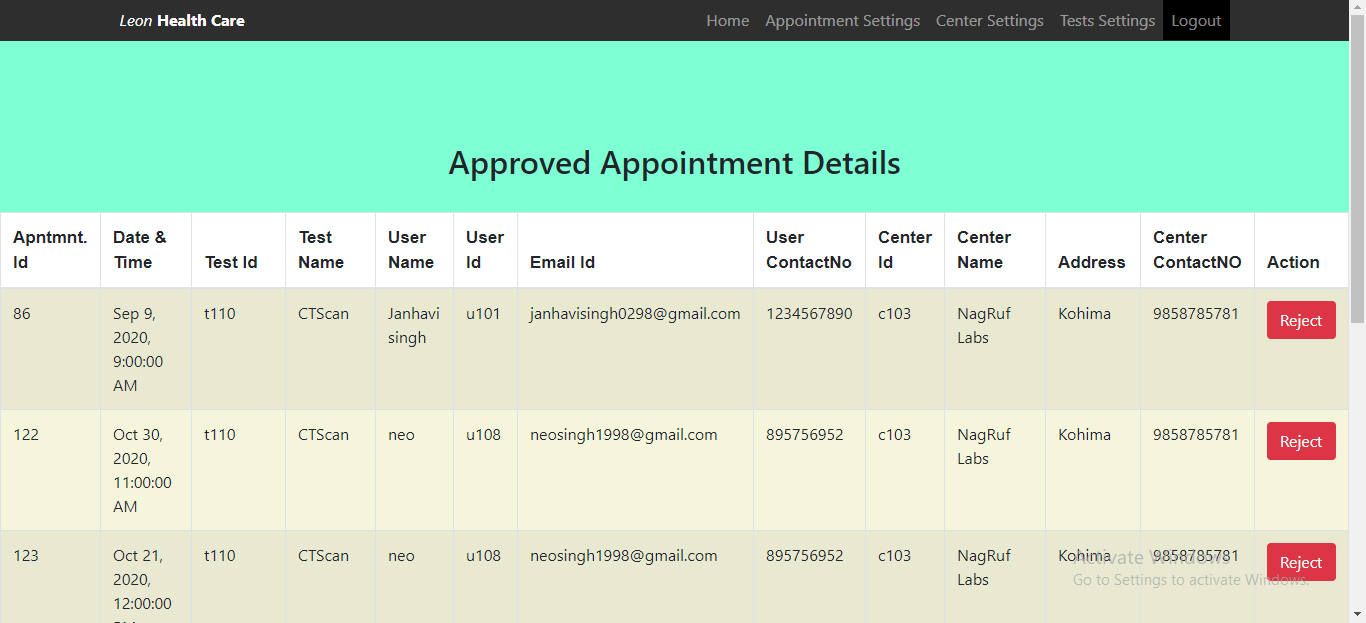 Leon Health Care Home Appointment Settings Center Settings Tests Settings Logout
Approved Appointment Details
Apntmnt. Date & Test User User User Center Center Center
Id Time Test Id Name Name Id Email Id ContactNo Id Name Address ContactNO Action
86 Sep 9, t110 CTScan Janhavi u101 janhavisingh0298@gmail.com 1234567890 c103 NagRuf Kohima 9858785781 Reject
2020, singh Labs
9:00:00
AM
122 Oct 30, t110 CTScan neo u108 neosingh1998@gmail.com 895756952 c103 NagRuf Kohima 9858785781 Reject
2020, Labs
11:00:00
AM
123 Oct 21, t110 CTScan neo u108 neosingh1998@gmail.com 895756952 c103 NagRuf Kohima 9858785781 Reject
2020, Labs
12:00:00
Activate Windows
Go to Settings to activate Windows.